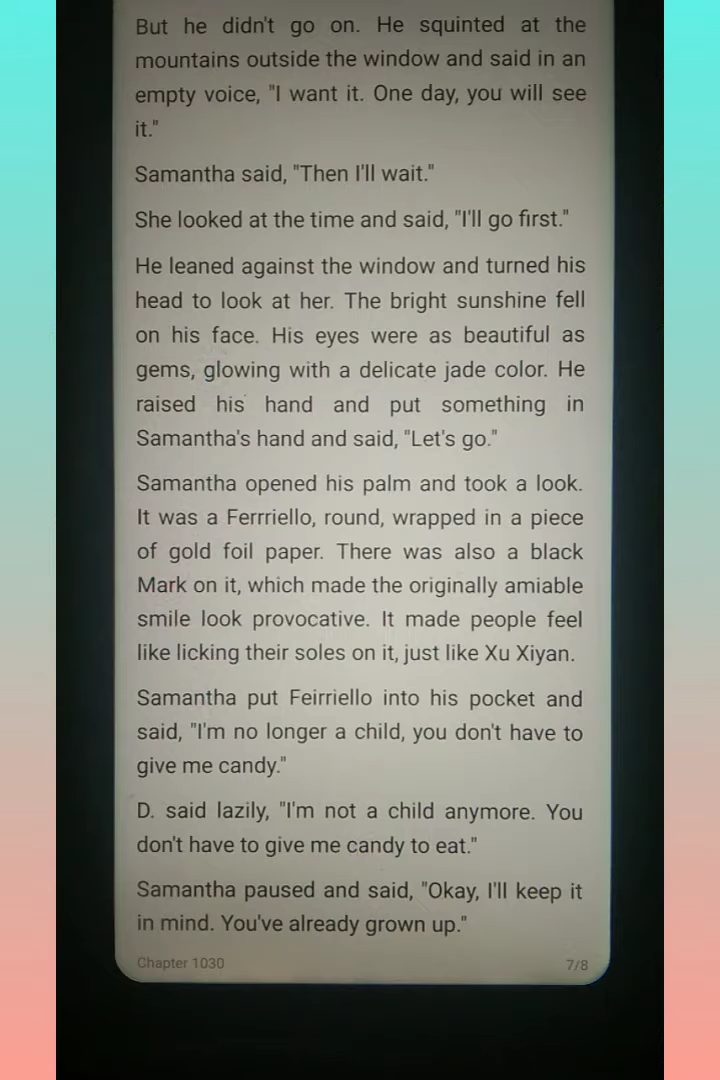 But he didn't go on. He squinted at the
mountains outside the window and said in an
empty voice, "I want it. One day, you will see
it."
Samantha said, "Then I'll wait."
She looked at the time and said, "I'll go first."
He leaned against the window and turned his
head to look at her. The bright sunshine fell
on his face. His eyes were as beautiful as
gems, glowing with a delicate jade color. He
raised his hand and put something in
Samantha's hand and said, "Let's go."
Samantha opened his palm and took a look.
It was a Ferrriello, round, wrapped in a piece
of gold foil paper. There was also a black
Mark on it, which made the originally amiable
smile look provocative. It made people feel
like licking their soles on it, just like Xu Xiyan.
Samantha put Feirriello into his pocket and
said, "I'm no longer a child, you don't have to
give me candy."
D. said lazily, "I'm not a child anymore. You
don't have to give me candy to eat."
Samantha paused and said, "Okay, I'll keep it
in mind. You've already grown up."
Chapter 1030
7/8